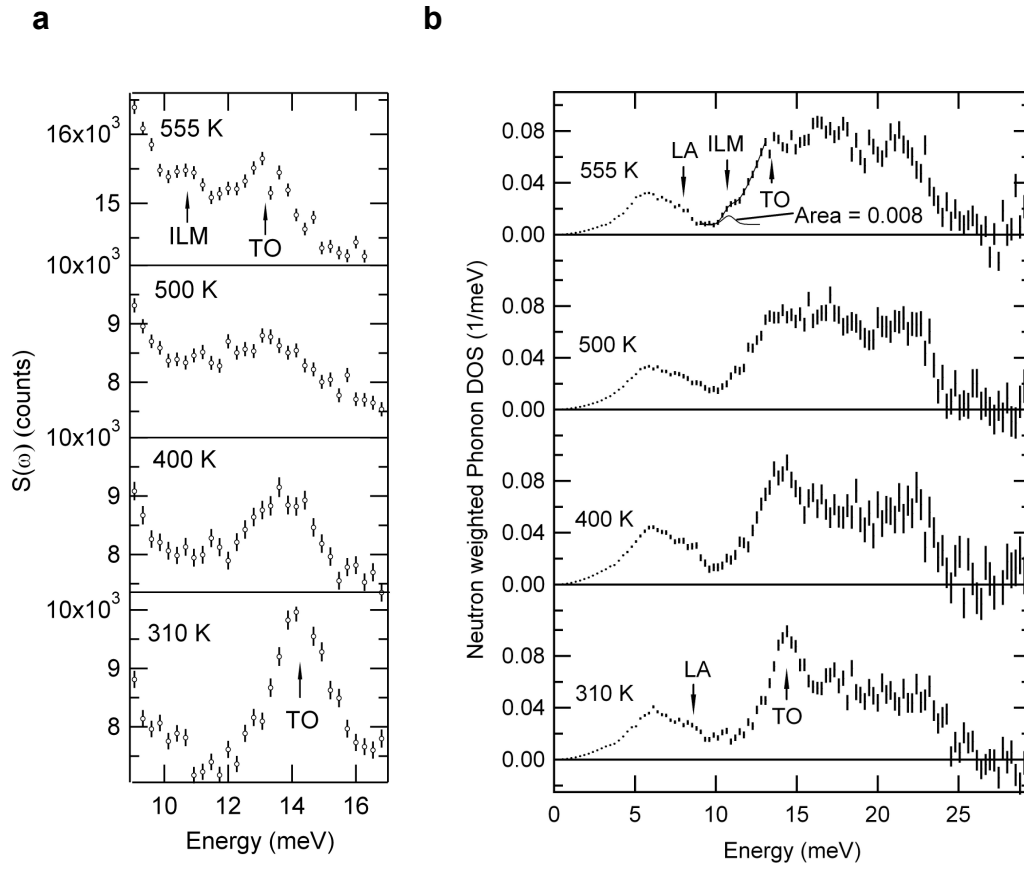 a
b
16x10³
555 K
15
ILM
TO
10x10³
500 K
9
8
10x10³
400 K
9
8
10x10³
310 K
9
TO
8
10
12
14
16
Energy (meV)
S(ω) (counts)
0.08
LA
ILM
555 K
0.04
TO
Area = 0.008
0.00
0.08
500 K
0.04
0.00
0.08
400 K
0.04
0.00
0.08
LA
310 K
0.04
TO
0.00
0
5
10
15
20
25
Energy (meV)
Neutron weighted Phonon DOS (1/meV)